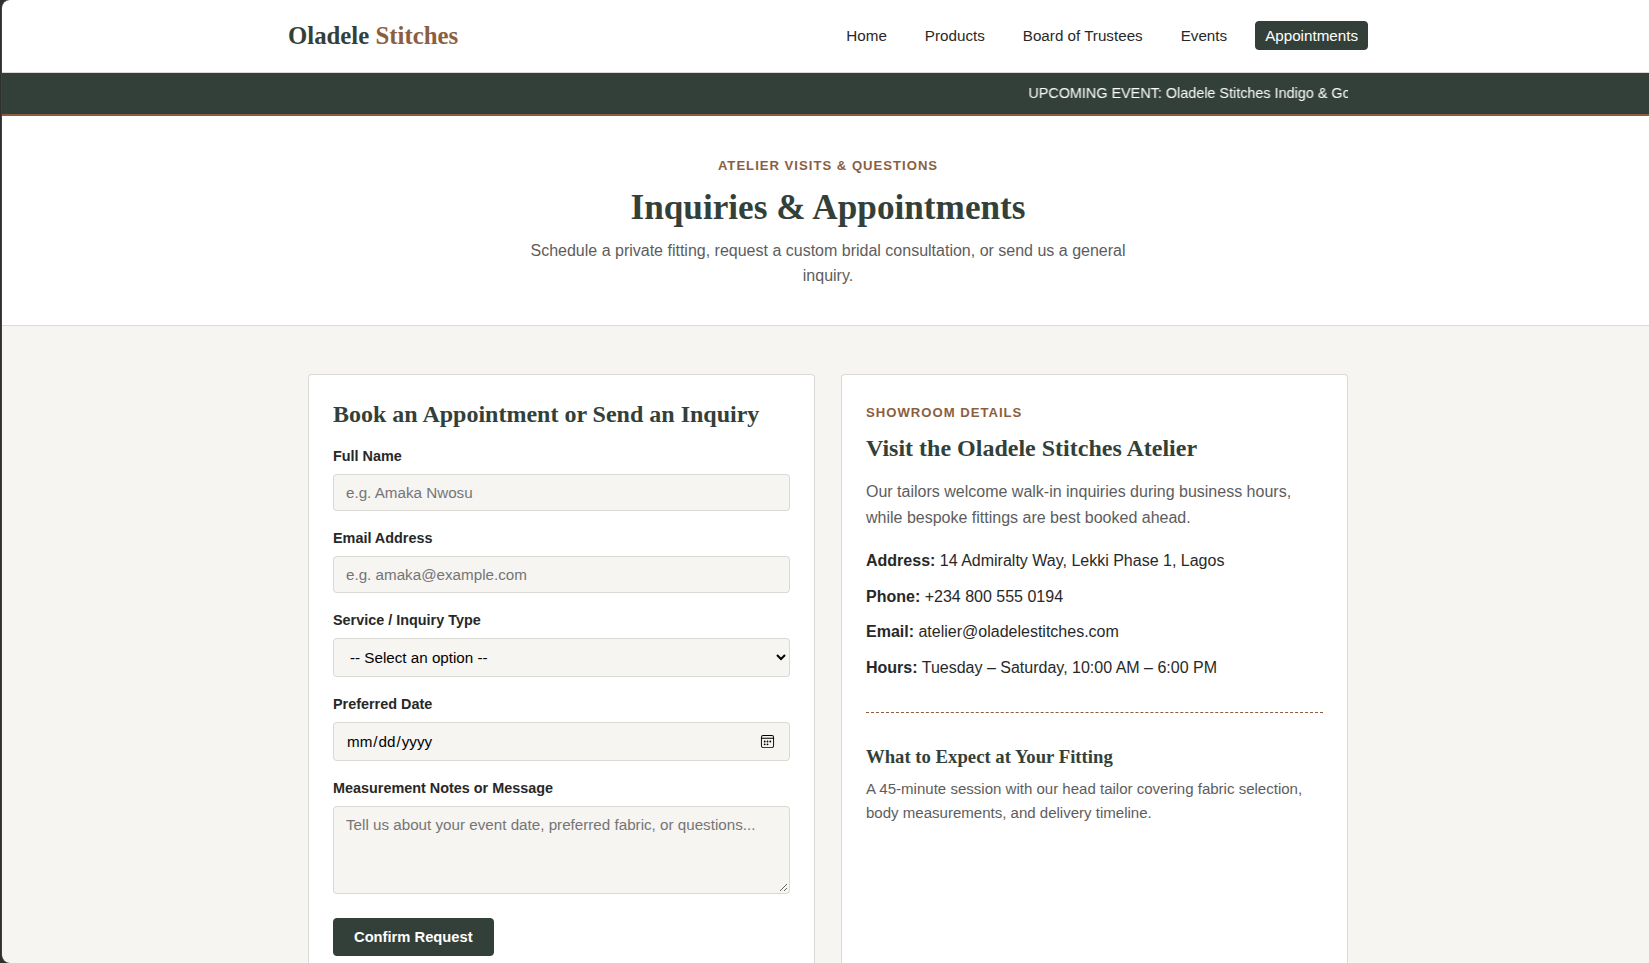 Oladele Stitches
Home Products Board of Trustees Events Appointments
UPCOMING EVENT: Oladele Stitches Indigo & Go
ATELIER VISITS & QUESTIONS
Inquiries & Appointments
Schedule a private fitting, request a custom bridal consultation, or send us a general
inquiry.
Book an Appointment or Send an Inquiry
Full Name
e.g. Amaka Nwosu
Email Address
e.g. amaka@example.com
Service / Inquiry Type
-- Select an option --
Preferred Date
mm/dd/yyyy
Measurement Notes or Message
Tell us about your event date, preferred fabric, or questions...
Confirm Request
SHOWROOM DETAILS
Visit the Oladele Stitches Atelier
Our tailors welcome walk-in inquiries during business hours,
while bespoke fittings are best booked ahead.
Address: 14 Admiralty Way, Lekki Phase 1, Lagos
Phone: +234 800 555 0194
Email: atelier@oladelestitches.com
Hours: Tuesday – Saturday, 10:00 AM – 6:00 PM
What to Expect at Your Fitting
A 45-minute session with our head tailor covering fabric selection,
body measurements, and delivery timeline.